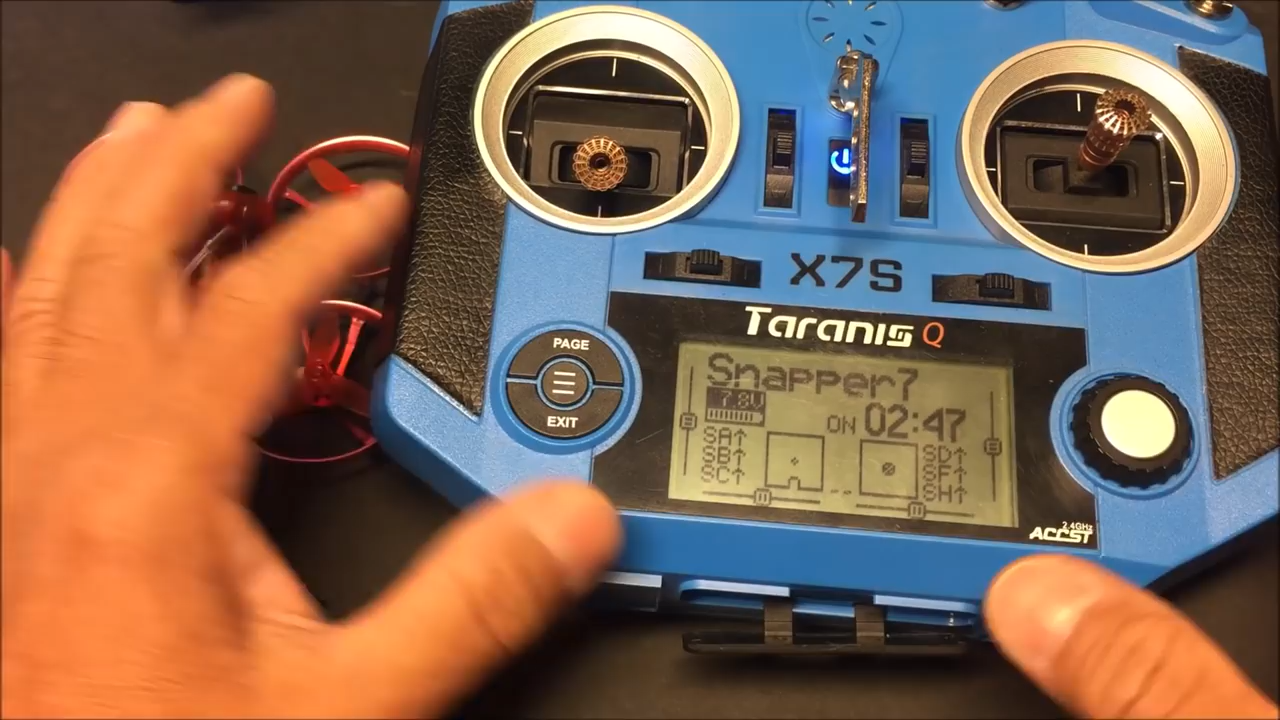 X7S
Taranis Q
PAGE
EXIT
Snapper7
7.8V
ON 02:47
SA↑
SB↑
SC↑
SD↑
SF↑
SH↑
--
2.4GHz
ACCST